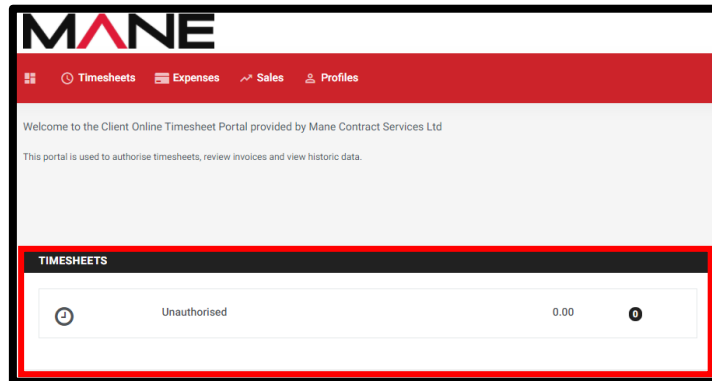 MANE
Timesheets Expenses Sales Profiles
Welcome to the Client Online Timesheet Portal provided by Mane Contract Services Ltd
This portal is used to authorise timesheets, review invoices and view historic data.
TIMESHEETS
Unauthorised 0.00 0